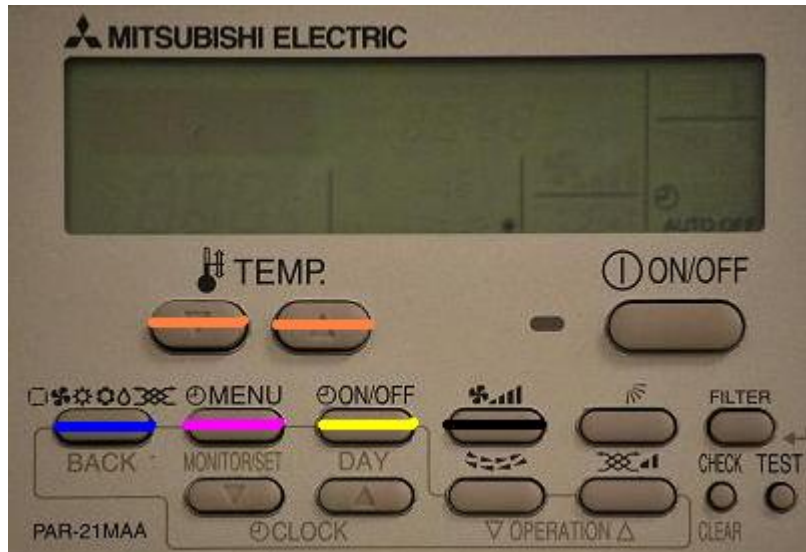 MITSUBISHI ELECTRIC
AUTO OFF
TEMP.
ON/OFF
MENU ON/OFF FILTER
BACK MONITOR/SET DAY CHECK TEST
PAR-21MAA CLOCK OPERATION CLEAR